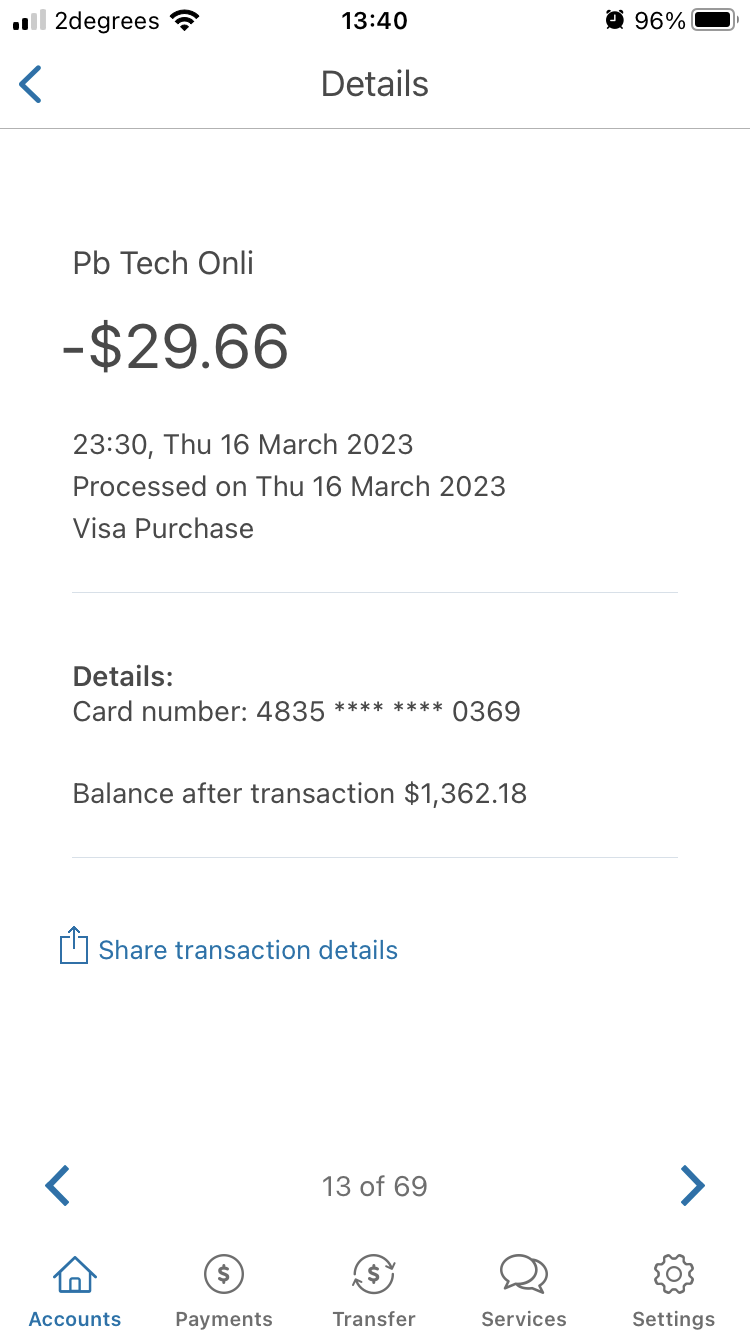 2degrees 13:40 96%
Details
Pb Tech Onli
-$29.66
23:30, Thu 16 March 2023
Processed on Thu 16 March 2023
Visa Purchase
Details:
Card number: 4835 **** **** 0369
Balance after transaction $1,362.18
Share transaction details
13 of 69
$ $
Accounts Payments Transfer Services Settings